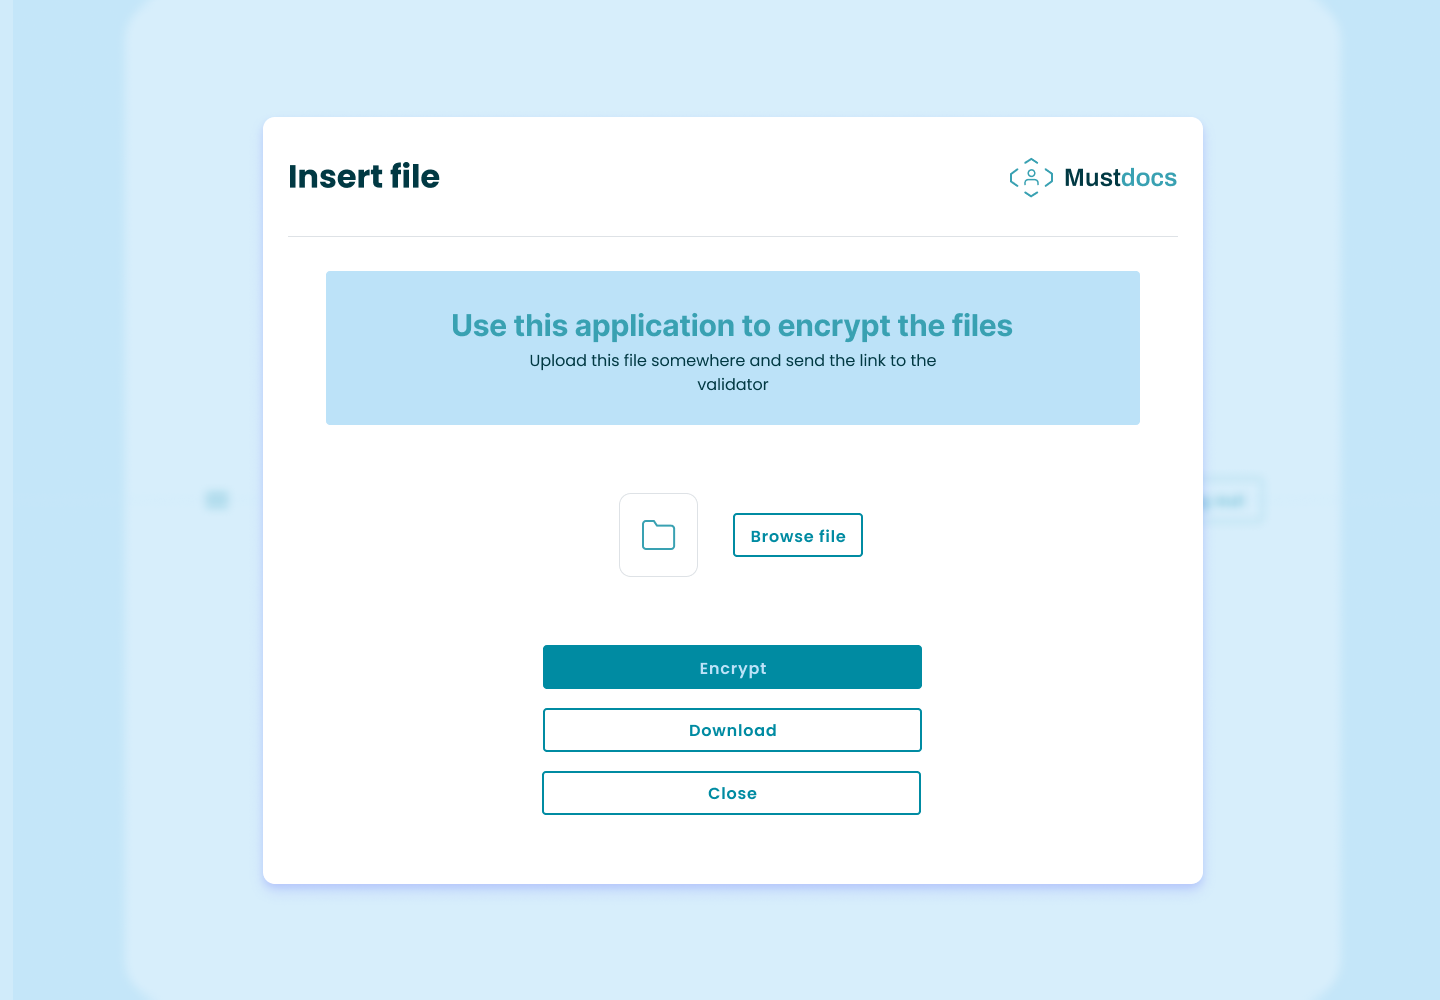 Insert file
Mustdocs
Use this application to encrypt the files
Upload this file somewhere and send the link to the
validator
Browse file
Encrypt
Download
Close